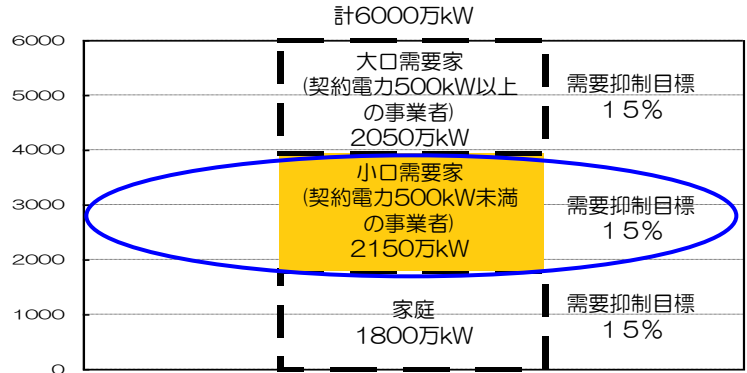 計6000万kW
6000
5000
4000
3000
2000
1000
0
大口需要家
(契約電力500kW以上
の事業者)
2050万kW
需要抑制目標
１５%
小口需要家
(契約電力500kW未満
の事業者)
2150万kW
需要抑制目標
１５%
家庭
1800万kW
需要抑制目標
１５%